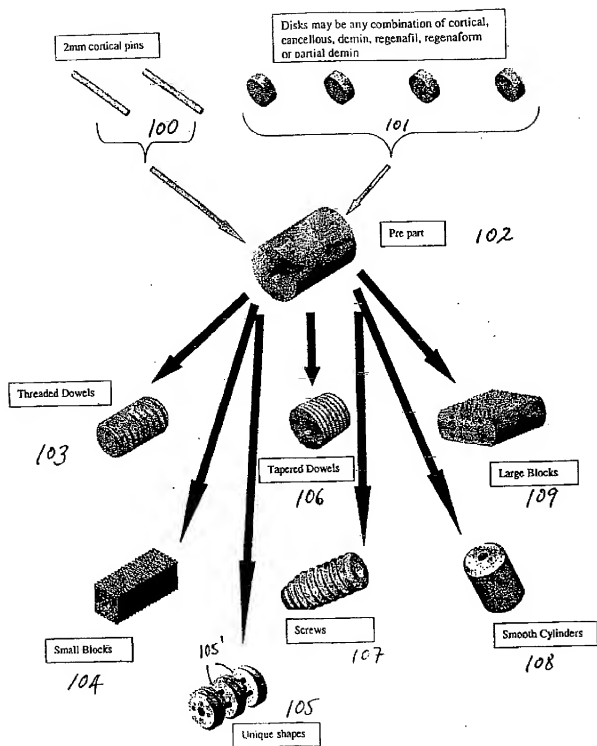 2mm cortical pins
Disks may be any combination of cortical,
cancellous, demin, regenafil, regenaform
or partial demin
100
101
Pre part
102
Threaded Dowels
103
Tapered Dowels
106
Large Blocks
109
Small Blocks
104
105'
105
Unique shapes
Screws
107
Smooth Cylinders
108